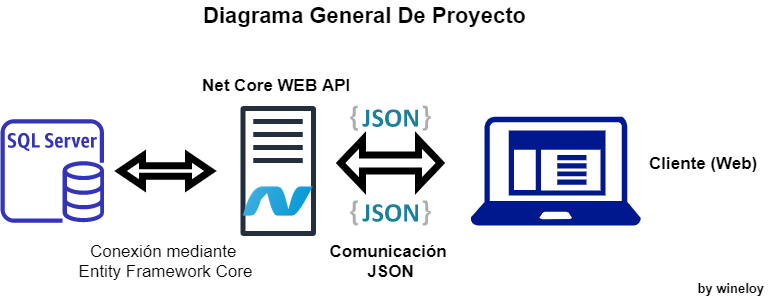 Diagrama General De Proyecto
Net Core WEB API
{JSON}
SQL Server
Cliente (Web)
{JSON}
Conexión mediante
Entity Framework Core
Comunicación
JSON
by wineloy